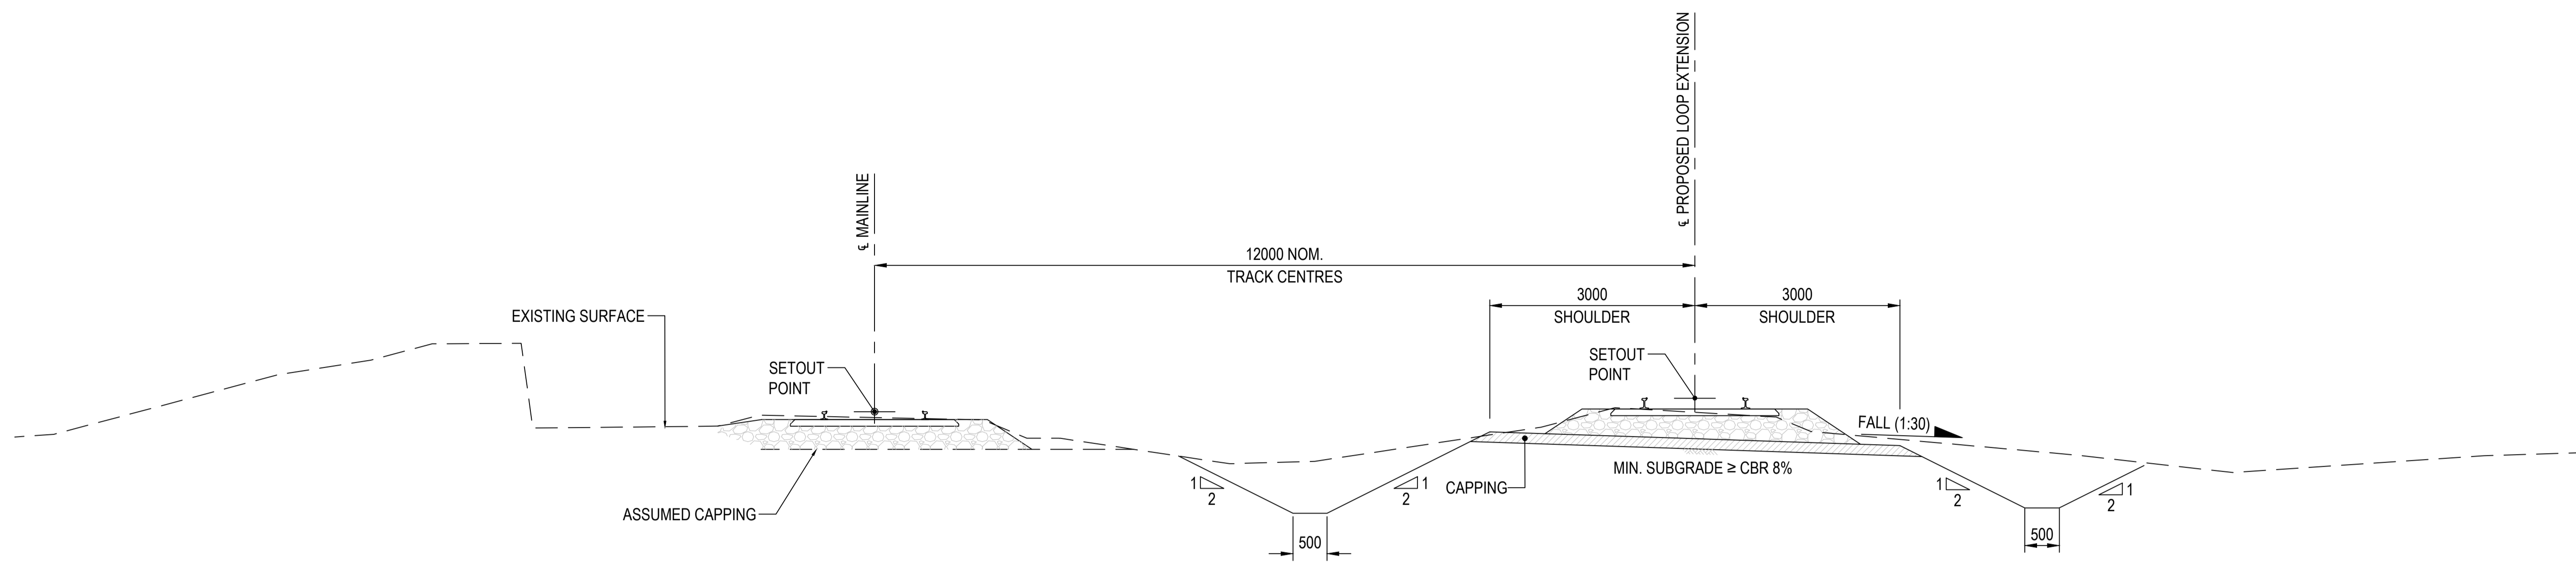 ℄ PROPOSED LOOP EXTENSION
℄ MAINLINE
12000 NOM.
TRACK CENTRES
3000
SHOULDER
3000
SHOULDER
EXISTING SURFACE
SETOUT
POINT
SETOUT
POINT
FALL (1:30)
MIN. SUBGRADE ≥ CBR 8%
CAPPING
ASSUMED CAPPING
1
2
1
2
1
2
1
2
500
500